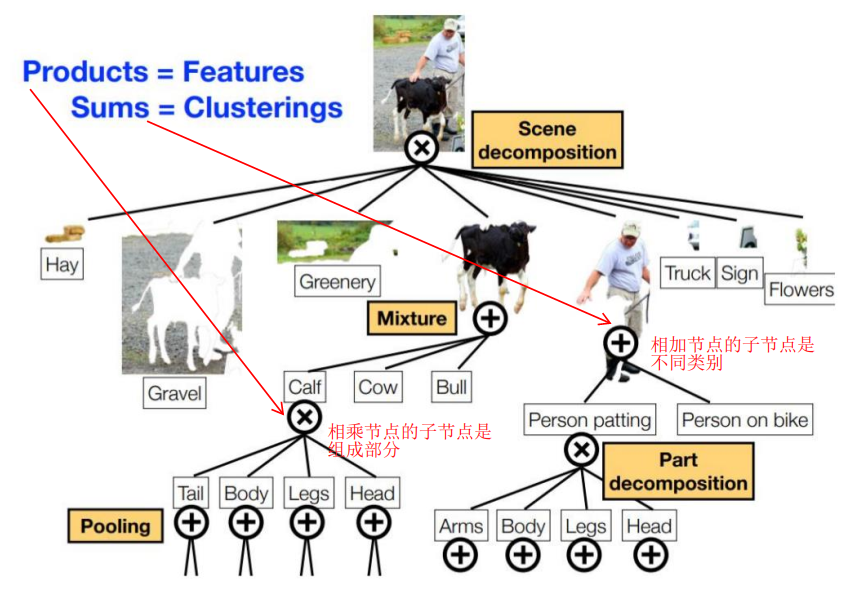 Products = Features
Sums = Clusterings
Scene
decomposition
Hay
Gravel
Greenery
Truck
Sign
Flowers
Mixture
相加节点的子节点是
不同类别
Calf
Cow
Bull
相乘节点的子节点是
组成部分
Person patting
Person on bike
Part
decomposition
Tail
Body
Legs
Head
Pooling
Arms
Body
Legs
Head